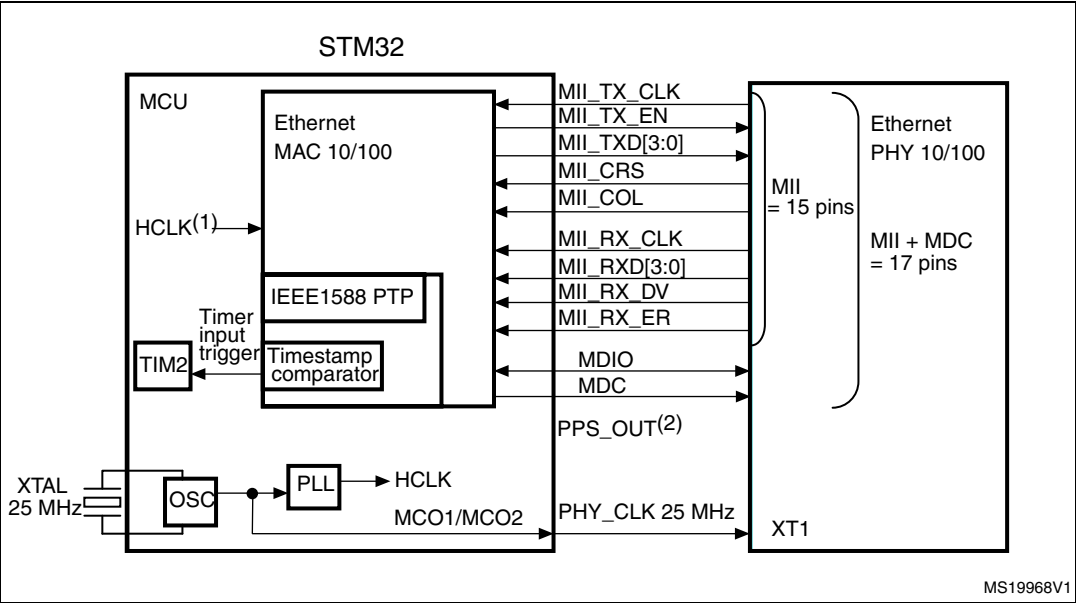 STM32
MCU
Ethernet
MAC 10/100
HCLK(1)
IEEE1588 PTP
Timer
input
trigger
TIM2
Timestamp
comparator
XTAL
25 MHz
OSC
PLL
HCLK
MCO1/MCO2
MII_TX_CLK
MII_TX_EN
MII_TXD[3:0]
MII_CRS
MII_COL
MII_RX_CLK
MII_RXD[3:0]
MII_RX_DV
MII_RX_ER
MDIO
MDC
PPS_OUT(2)
PHY_CLK 25 MHz
MII
= 15 pins
Ethernet
PHY 10/100
MII + MDC
= 17 pins
XT1
MS19968V1